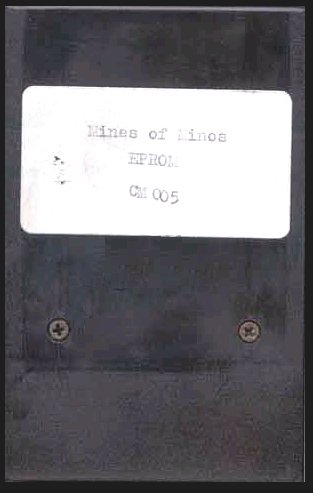 Mines of Minos
EPROM
CM 005